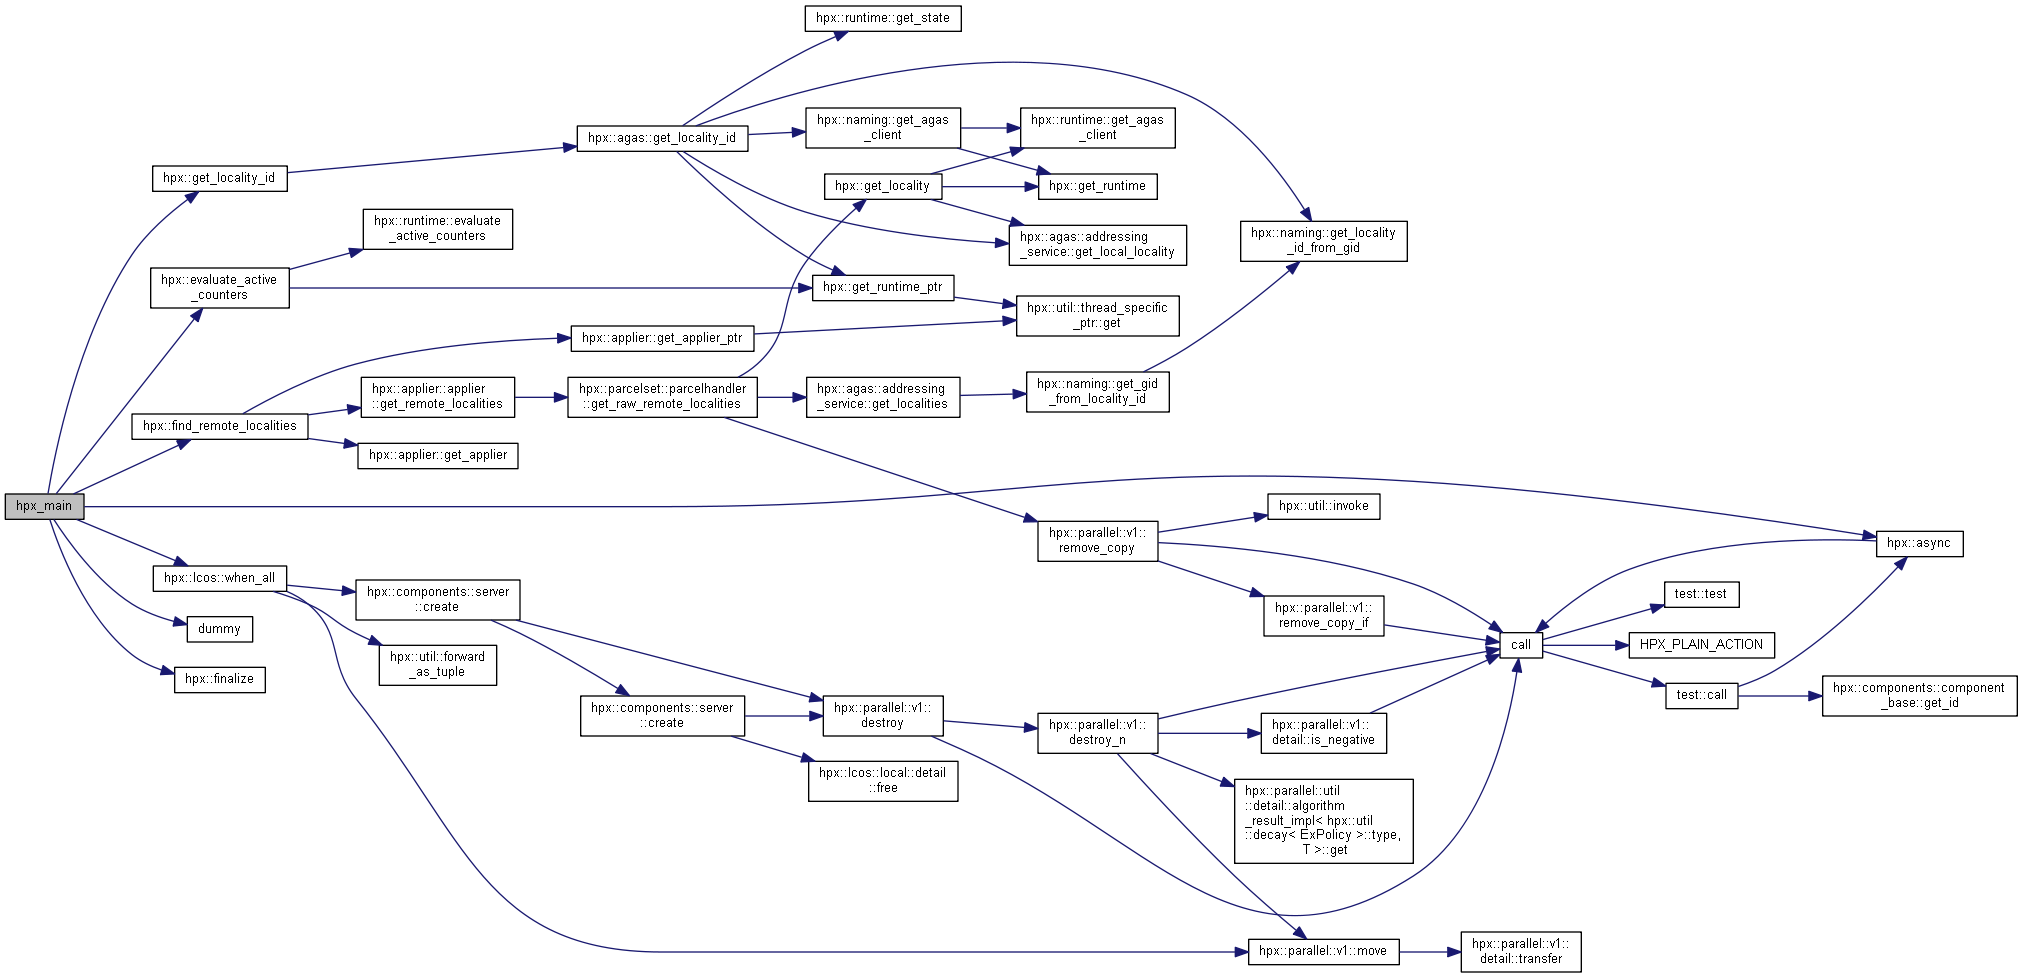 hpx::runtime::get_state
hpx::naming::get_agas
_client
hpx::runtime::get_agas
_client
hpx::agas::get_locality_id
hpx::get_locality_id
hpx::get_locality
hpx::get_runtime
hpx::runtime::evaluate
_active_counters
hpx::agas::addressing
_service::get_local_locality
hpx::naming::get_locality
_id_from_gid
hpx::evaluate_active
_counters
hpx::get_runtime_ptr
hpx::util::thread_specific
_ptr::get
hpx::applier::get_applier_ptr
hpx::applier::applier
::get_remote_localities
hpx::parcelset::parcelhandler
::get_raw_remote_localities
hpx::agas::addressing
_service::get_localities
hpx::naming::get_gid
_from_locality_id
hpx::find_remote_localities
hpx::applier::get_applier
hpx_main
hpx::util::invoke
hpx::parallel::v1::
remove_copy
hpx::async
hpx::lcos::when_all
hpx::components::server
::create
test::test
hpx::parallel::v1::
remove_copy_if
dummy
call
HPX_PLAIN_ACTION
hpx::util::forward
_as_tuple
hpx::finalize
test::call
hpx::components::component
_base::get_id
hpx::components::server
::create
hpx::parallel::v1::
destroy
hpx::parallel::v1::
destroy_n
hpx::parallel::v1::
detail::is_negative
hpx::lcos::local::detail
::free
hpx::parallel::util
::detail::algorithm
_result_impl< hpx::util
::decay< ExPolicy >::type,
T >::get
hpx::parallel::v1::move
hpx::parallel::v1::
detail::transfer